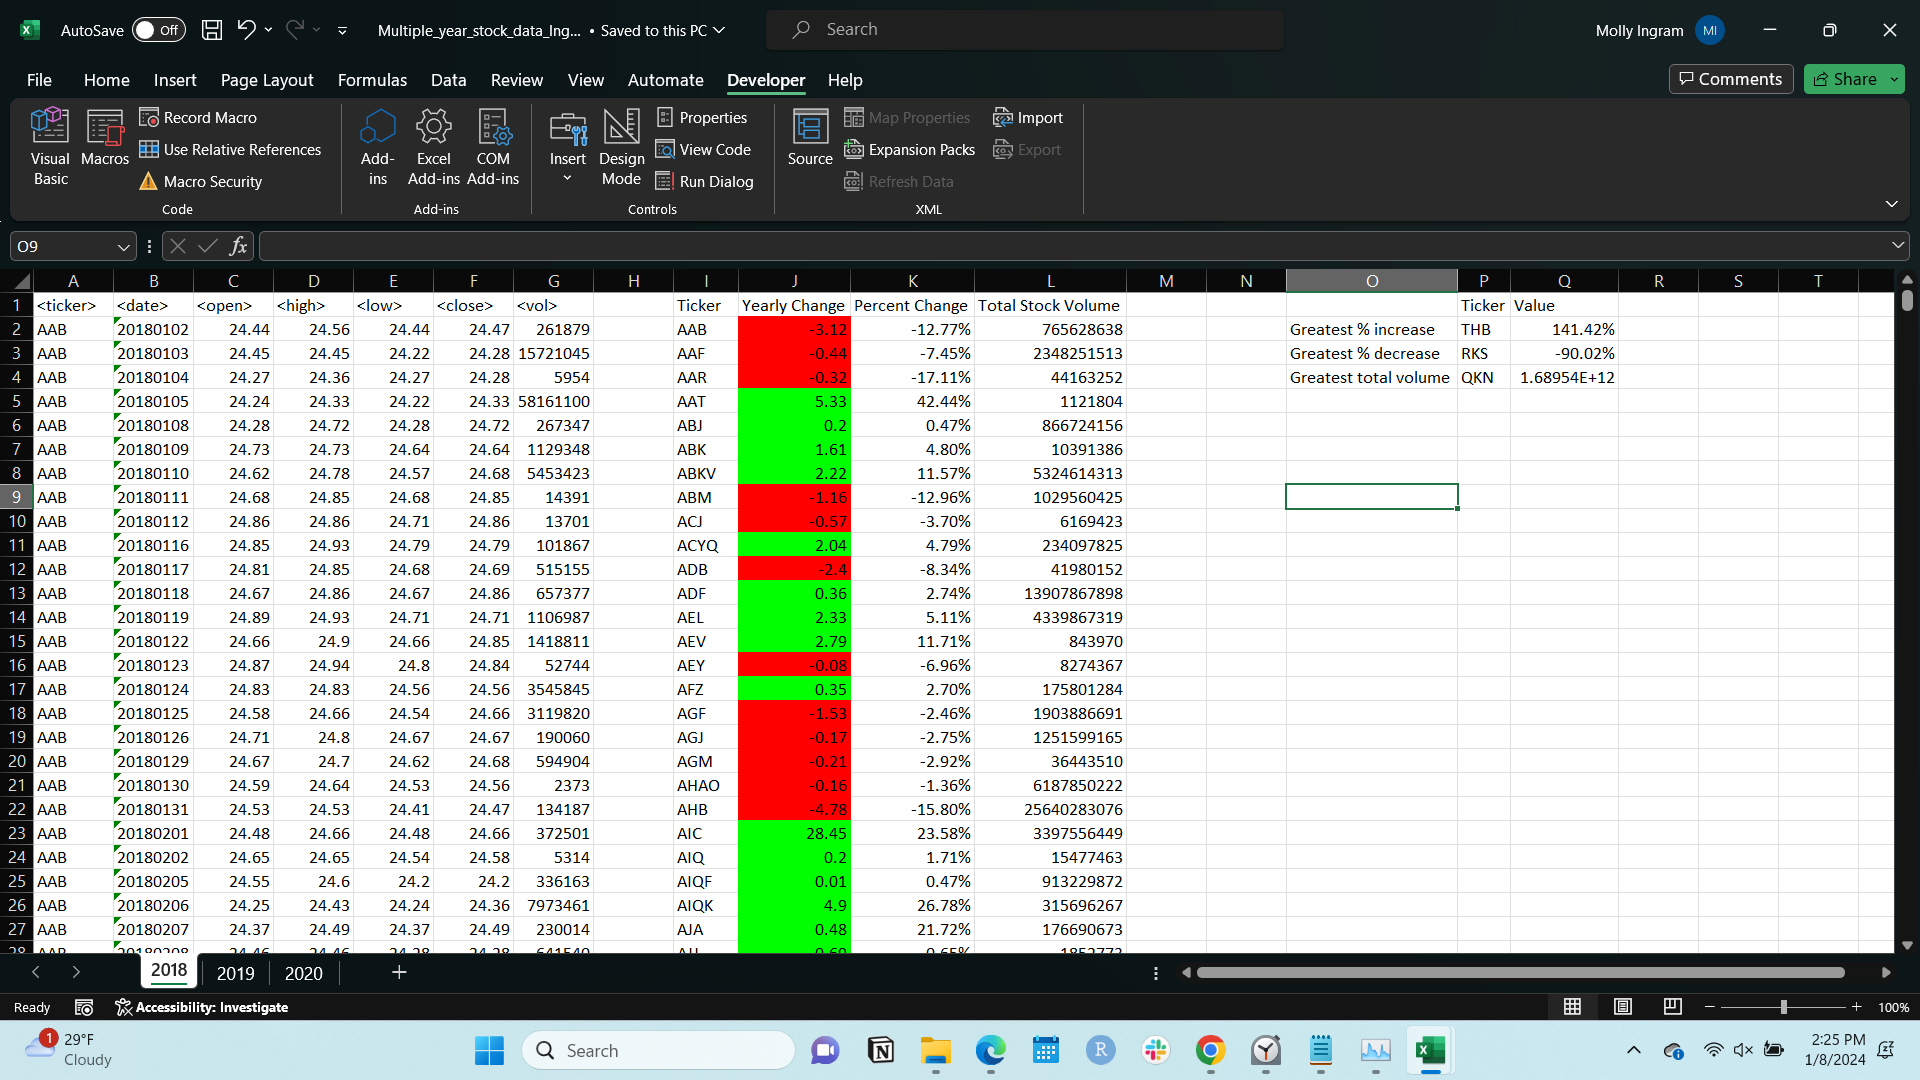 AutoSave Off Multiple_year_stock_data_Ing... • Saved to this PC Search Molly Ingram MI
File Home Insert Page Layout Formulas Data Review View Automate Developer Help Comments Share
Visual Basic Macros Record Macro Use Relative References Macro Security Code
Add-ins Excel Add-ins COM Add-ins Add-ins
Insert Design Mode Properties View Code Run Dialog Controls
Source Map Properties Expansion Packs Refresh Data Import Export XML
O9 fx
A B C D E F G H I J K L M N O P Q R S T
1 <ticker> <date> <open> <high> <low> <close> <vol> Ticker Yearly Change Percent Change Total Stock Volume Ticker Value
2 AAB 20180102 24.44 24.56 24.44 24.47 261879 AAB -3.12 -12.77% 765628638 Greatest % increase THB 141.42%
3 AAB 20180103 24.45 24.45 24.22 24.28 15721045 AAF -0.44 -7.45% 2348251513 Greatest % decrease RKS -90.02%
4 AAB 20180104 24.27 24.36 24.27 24.28 5954 AAR -0.32 -17.11% 44163252 Greatest total volume QKN 1.68954E+12
5 AAB 20180105 24.24 24.33 24.22 24.33 58161100 AAT 5.33 42.44% 1121804
6 AAB 20180108 24.28 24.72 24.28 24.72 267347 ABJ 0.2 0.47% 866724156
7 AAB 20180109 24.73 24.73 24.64 24.64 1129348 ABK 1.61 4.80% 10391386
8 AAB 20180110 24.62 24.78 24.57 24.68 5453423 ABKV 2.22 11.57% 5324614313
9 AAB 20180111 24.68 24.85 24.68 24.85 14391 ABM -1.16 -12.96% 1029560425
10 AAB 20180112 24.86 24.86 24.71 24.86 13701 ACJ -0.57 -3.70% 6169423
11 AAB 20180116 24.85 24.93 24.79 24.79 101867 ACYQ 2.04 4.79% 234097825
12 AAB 20180117 24.81 24.85 24.68 24.69 515155 ADB -2.4 -8.34% 41980152
13 AAB 20180118 24.67 24.86 24.67 24.86 657377 ADF 0.36 2.74% 13907867898
14 AAB 20180119 24.89 24.93 24.71 24.71 1106987 AEL 2.33 5.11% 4339867319
15 AAB 20180122 24.66 24.9 24.66 24.85 1418811 AEV 2.79 11.71% 843970
16 AAB 20180123 24.87 24.94 24.8 24.84 52744 AEY -0.08 -6.96% 8274367
17 AAB 20180124 24.83 24.83 24.56 24.56 3545845 AFZ 0.35 2.70% 175801284
18 AAB 20180125 24.58 24.66 24.54 24.66 3119820 AGF -1.53 -2.46% 1903886691
19 AAB 20180126 24.71 24.8 24.67 24.67 190060 AGJ -0.17 -2.75% 1251599165
20 AAB 20180129 24.67 24.7 24.62 24.68 594904 AGM -0.21 -2.92% 36443510
21 AAB 20180130 24.59 24.64 24.53 24.56 2373 AHAO -0.16 -1.36% 6187850222
22 AAB 20180131 24.53 24.53 24.41 24.47 134187 AHB -4.78 -15.80% 25640283076
23 AAB 20180201 24.48 24.66 24.48 24.66 372501 AIC 28.45 23.58% 3397556449
24 AAB 20180202 24.65 24.65 24.54 24.58 5314 AIQ 0.2 1.71% 15477463
25 AAB 20180205 24.55 24.6 24.2 24.2 336163 AIQF 0.01 0.47% 913229872
26 AAB 20180206 24.25 24.43 24.24 24.36 7973461 AIQK 4.9 26.78% 315696267
27 AAB 20180207 24.37 24.49 24.37 24.49 230014 AJA 0.48 21.72% 176690673
2018 2019 2020
Ready Accessibility: Investigate 100%
1 29°F Search 2:25 PM
Cloudy 1/8/2024